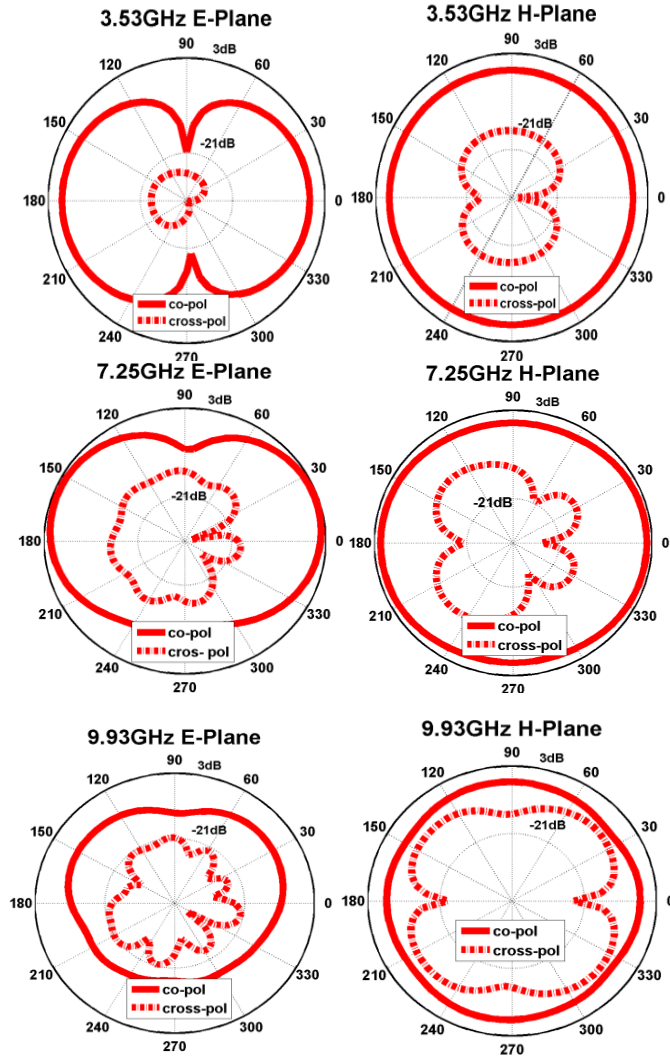 3.53GHz E-Plane
90
3dB
120
60
150
30
-21dB
180
0
210
330
co-pol
cross-pol
240
300
270
3.53GHz H-Plane
90
3dB
120
60
150
30
-21dB
180
0
210
330
co-pol
cross-pol
240
300
270
7.25GHz E-Plane
90
3dB
120
60
150
30
-21dB
180
0
210
330
co-pol
cros- pol
240
300
270
7.25GHz H-Plane
90
3dB
120
60
150
30
-21dB
180
0
210
330
co-pol
cross-pol
240
300
270
9.93GHz E-Plane
90
3dB
120
60
150
30
-21dB
180
0
210
330
co-pol
cross-pol
240
300
270
9.93GHz H-Plane
90
3dB
120
60
150
30
-21dB
180
0
co-pol
cross-pol
210
330
240
300
270